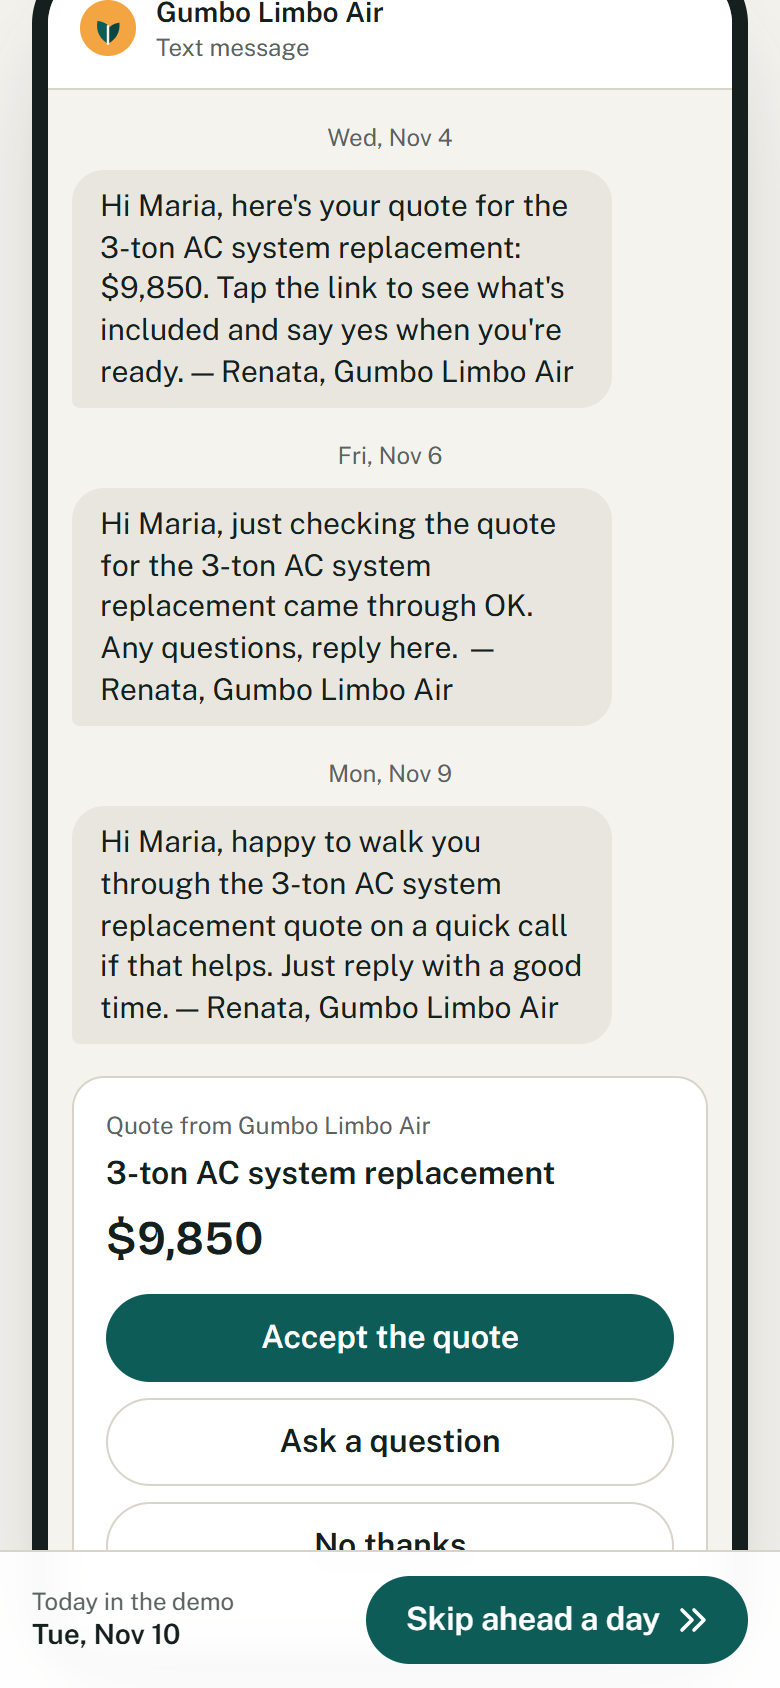 Gumbo Limbo Air
Text message
Wed, Nov 4
Hi Maria, here's your quote for the
3-ton AC system replacement:
$9,850. Tap the link to see what's
included and say yes when you're
ready. — Renata, Gumbo Limbo Air
Fri, Nov 6
Hi Maria, just checking the quote
for the 3-ton AC system
replacement came through OK.
Any questions, reply here. —
Renata, Gumbo Limbo Air
Mon, Nov 9
Hi Maria, happy to walk you
through the 3-ton AC system
replacement quote on a quick call
if that helps. Just reply with a good
time. — Renata, Gumbo Limbo Air
Quote from Gumbo Limbo Air
3-ton AC system replacement
$9,850
Accept the quote
Ask a question
No thanks
Today in the demo
Tue, Nov 10
Skip ahead a day